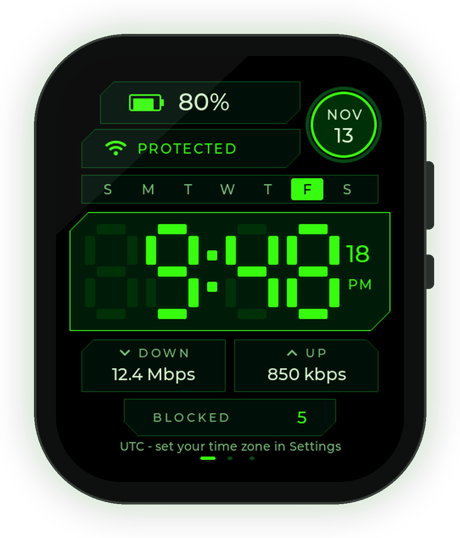 80%
NOV
13
PROTECTED
S M T W T F S
9:48
18
PM
DOWN
12.4 Mbps
UP
850 kbps
BLOCKED 5
UTC - set your time zone in Settings